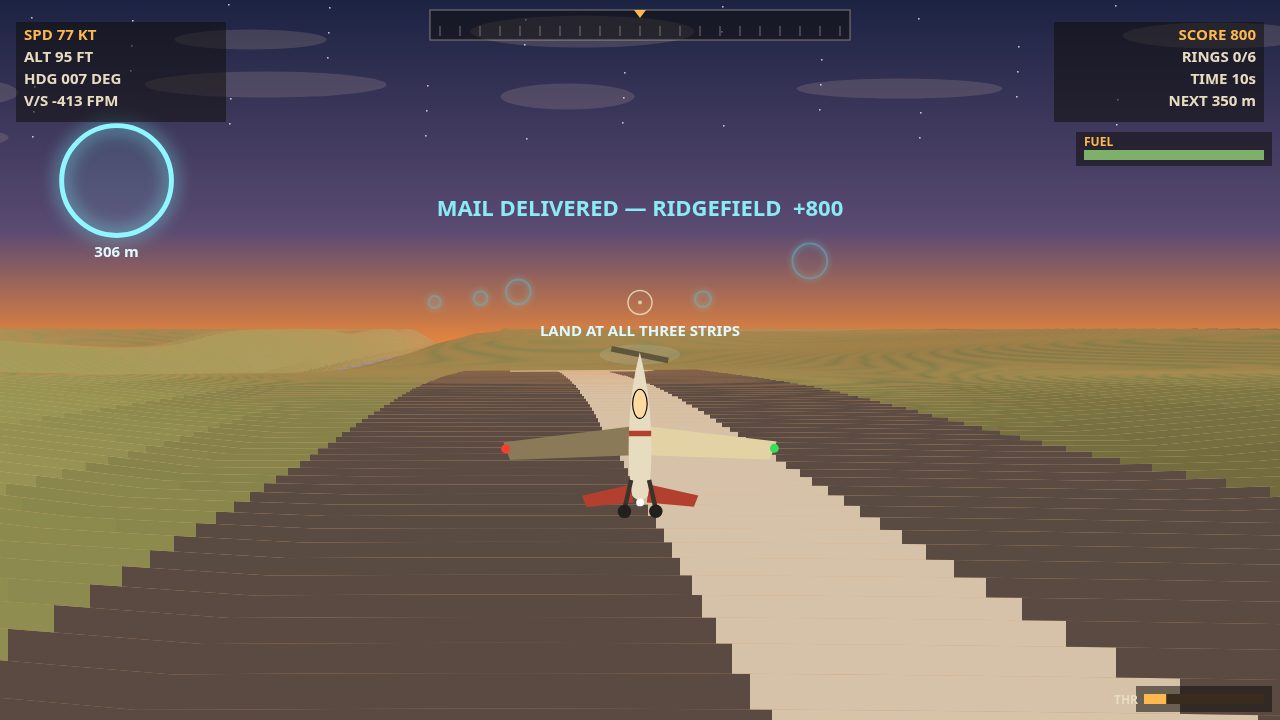 SPD 77 KT
ALT 95 FT
HDG 007 DEG
V/S -413 FPM
SCORE 800
RINGS 0/6
TIME 10s
NEXT 350 m
FUEL
MAIL DELIVERED — RIDGEFIELD +800
306 m
LAND AT ALL THREE STRIPS
THR